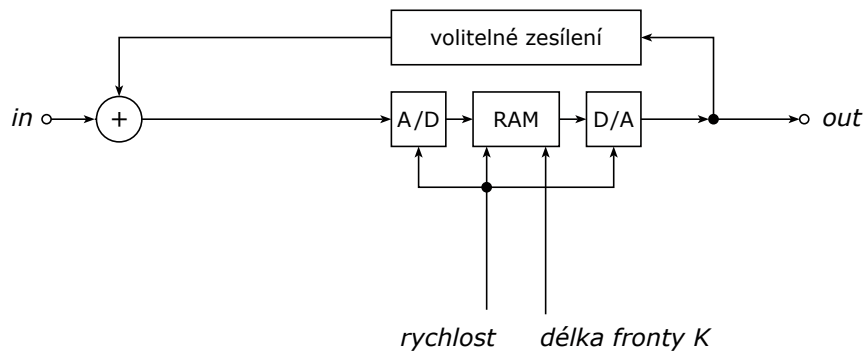 volitelné zesílení
in
+
A/D
RAM
D/A
out
rychlost
délka fronty K